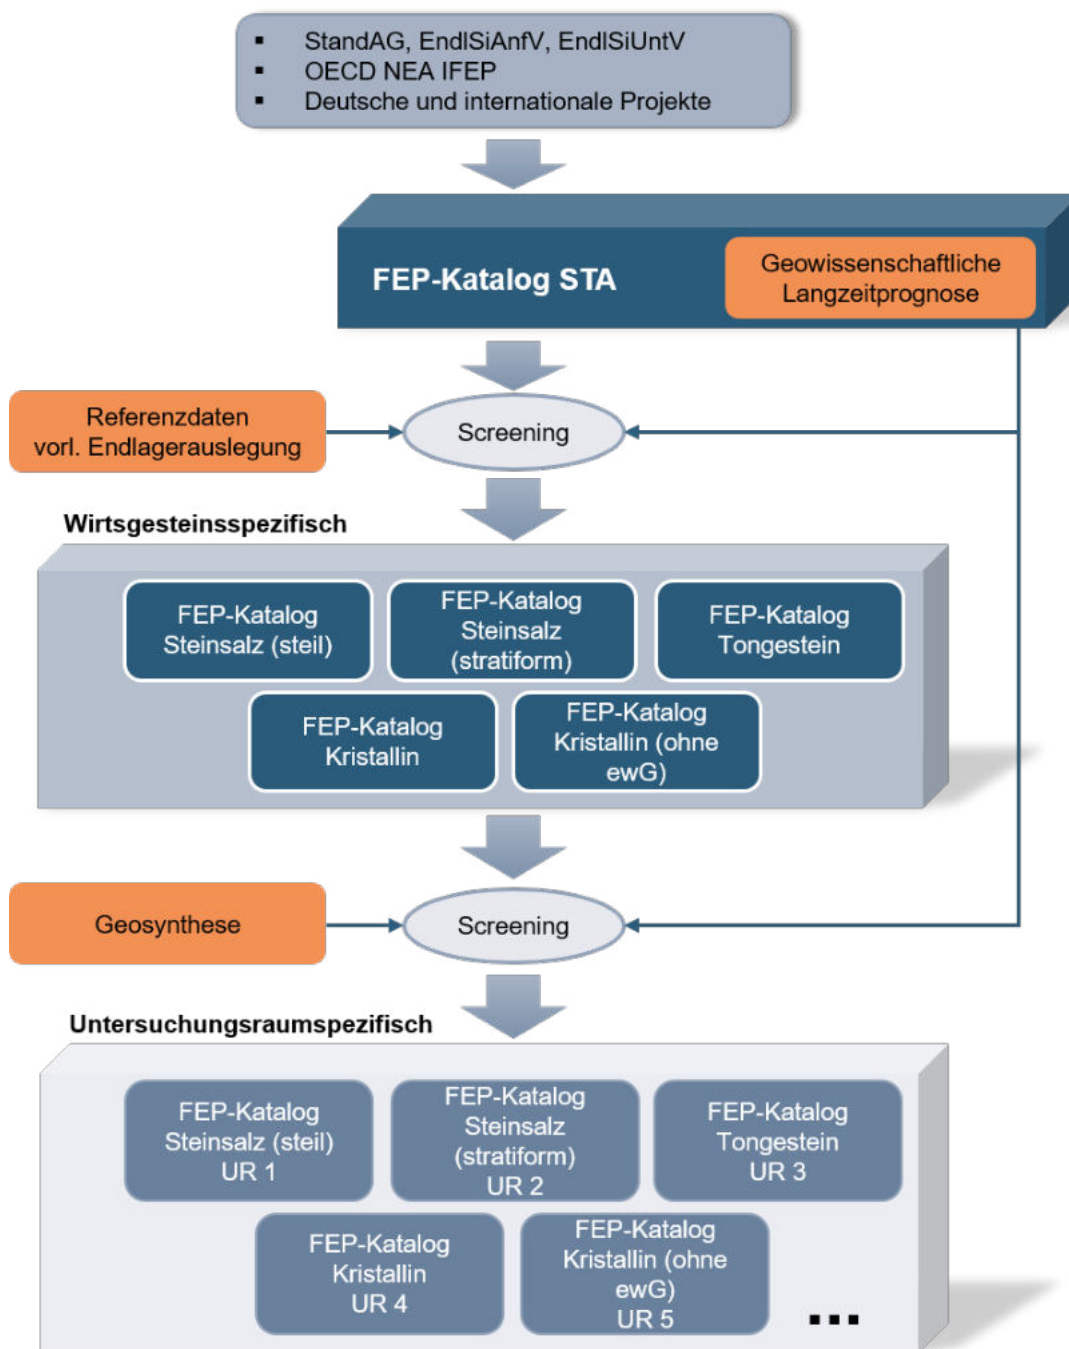 ▪ StandAG, EndlSiAnfV, EndlSiUntV
▪ OECD NEA IFEP
▪ Deutsche und internationale Projekte
FEP-Katalog STA
Geowissenschaftliche
Langzeitprognose
Referenzdaten
vorl. Endlagerauslegung
Screening
Wirtsgesteinsspezifisch
FEP-Katalog
Steinsalz (steil)
FEP-Katalog
Steinsalz
(stratiform)
FEP-Katalog
Tongestein
FEP-Katalog
Kristallin
FEP-Katalog
Kristallin (ohne
ewG)
Geosynthese
Screening
Untersuchungsraumspezifisch
FEP-Katalog
Steinsalz (steil)
UR 1
FEP-Katalog
Steinsalz
(stratiform)
UR 2
FEP-Katalog
Tongestein
UR 3
FEP-Katalog
Kristallin
UR 4
FEP-Katalog
Kristallin (ohne
ewG)
UR 5
...